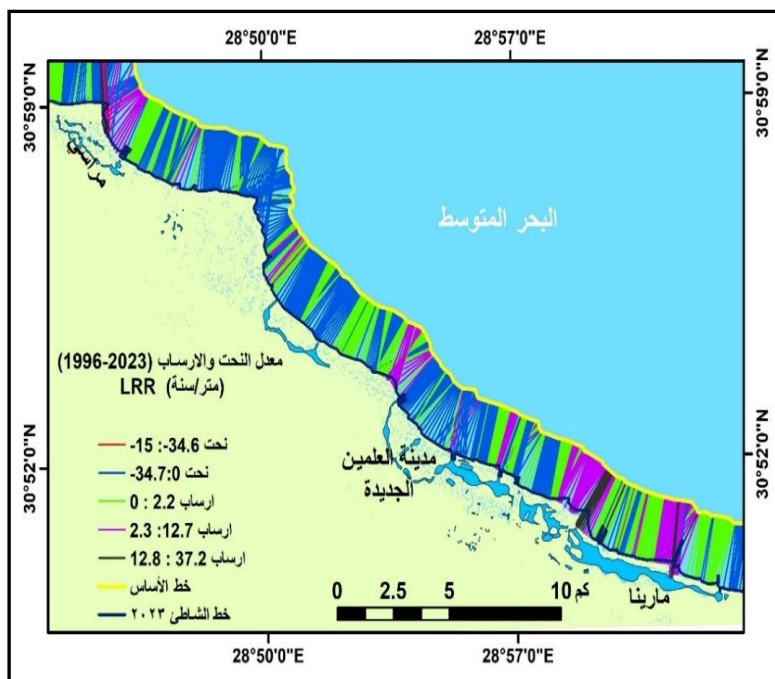 28°50'0"E
28°57'0"E
30°59'0"N
30°59'0"N
مراسي
البحر المتوسط
معدل النحت والارساب (1996-2023)
(متر/سنة) LRR
نحت -34.6 :-15
نحت 0:-34.7
ارساب 2.2 : 0
ارساب 12.7 :2.3
ارساب 37.2 : 12.8
خط الأساس
خط الشاطئ ٢٠٢٣
مدينة العلمين
الجديدة
مارينا
30°52'0"N
30°52'0"N
0 2.5 5 10 كم
28°50'0"E
28°57'0"E